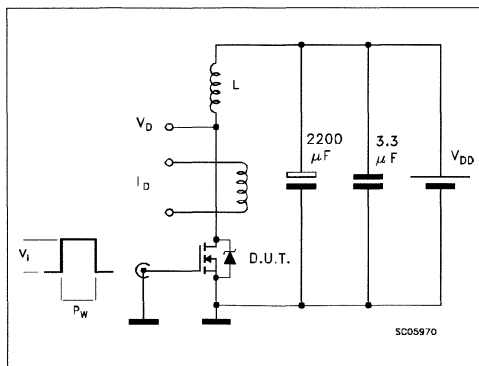 L
V_D
2200
μF
3.3
μF
V_DD
I_D
D.U.T.
V_i
P_W
SC05970